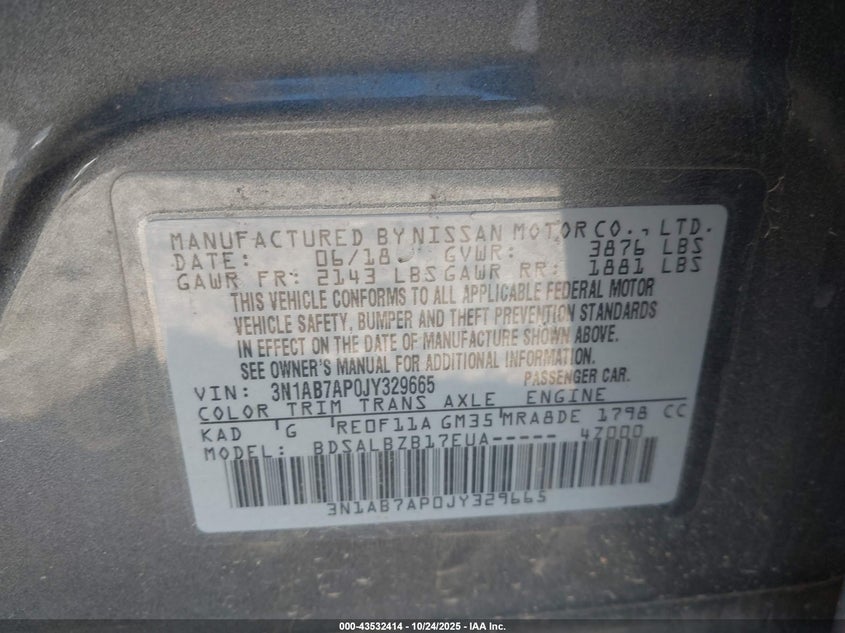 MANUFACTURED BY NISSAN MOTOR CO., LTD.
DATE: 06/18 GVWR: 3876 LBS
GAWR FR: 2143 LBS GAWR RR: 1881 LBS
THIS VEHICLE CONFORMS TO ALL APPLICABLE FEDERAL MOTOR
VEHICLE SAFETY, BUMPER AND THEFT PREVENTION STANDARDS
IN EFFECT ON THE DATE OF MANUFACTURE SHOWN ABOVE.
SEE OWNER'S MANUAL FOR ADDITIONAL INFORMATION.
VIN: 3N1AB7AP0JY329665 PASSENGER CAR.
COLOR TRIM TRANS AXLE ENGINE
KAD G RE0F11A GM35 MRA8DE 1798 CC
MODEL: BDSALBZB17EUA----- 4Z000
3N1AB7AP0JY329665
000-43532414 - 10/24/2025 - IAA Inc.